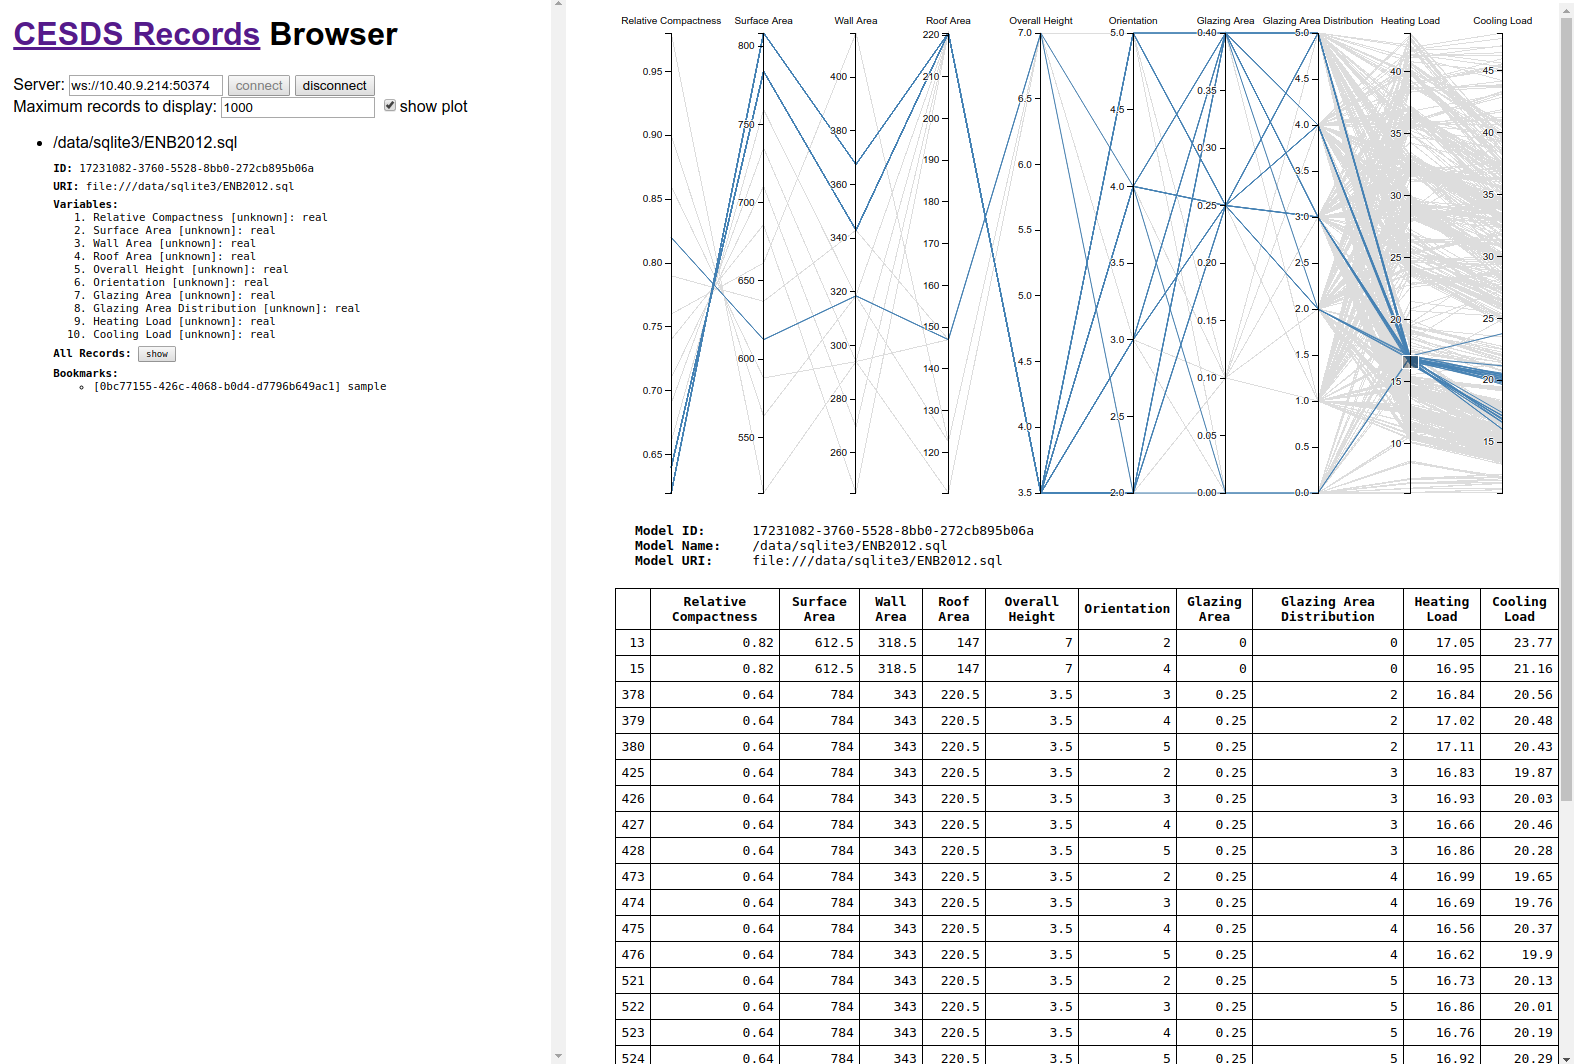 CESDS Records Browser
Server: ws://10.40.9.214:50374 connect disconnect
Maximum records to display: 1000 show plot
/data/sqlite3/ENB2012.sql
ID: 17231082-3760-5528-8bb0-272cb895b06a
URI: file:///data/sqlite3/ENB2012.sql
Variables:
1. Relative Compactness [unknown]: real
2. Surface Area [unknown]: real
3. Wall Area [unknown]: real
4. Roof Area [unknown]: real
5. Overall Height [unknown]: real
6. Orientation [unknown]: real
7. Glazing Area [unknown]: real
8. Glazing Area Distribution [unknown]: real
9. Heating Load [unknown]: real
10. Cooling Load [unknown]: real
All Records: show
Bookmarks:
[0bc77155-426c-4068-b0d4-d7796b649ac1] sample
Relative Compactness Surface Area Wall Area Roof Area Overall Height Orientation Glazing Area Glazing Area Distribution Heating Load Cooling Load
0.95
0.90
0.85
0.80
0.75
0.70
0.65
800
750
700
650
600
550
400
380
360
340
320
300
280
260
220
210
200
190
180
170
160
150
140
130
120
7.0
6.5
6.0
5.5
5.0
4.5
4.0
3.5
5.0
4.5
4.0
3.5
3.0
2.5
2.0
0.40
0.35
0.30
0.25
0.20
0.15
0.10
0.05
0.00
5.0
4.5
4.0
3.5
3.0
2.5
2.0
1.5
1.0
0.5
0.0
40
35
30
25
20
15
10
45
40
35
30
25
20
15
Model ID: 17231082-3760-5528-8bb0-272cb895b06a
Model Name: /data/sqlite3/ENB2012.sql
Model URI: file:///data/sqlite3/ENB2012.sql
Relative Compactness Surface Area Wall Area Roof Area Overall Height Orientation Glazing Area Glazing Area Distribution Heating Load Cooling Load
13 0.82 612.5 318.5 147 7 2 0 0 17.05 23.77
15 0.82 612.5 318.5 147 7 4 0 0 16.95 21.16
378 0.64 784 343 220.5 3.5 3 0.25 2 16.84 20.56
379 0.64 784 343 220.5 3.5 4 0.25 2 17.02 20.48
380 0.64 784 343 220.5 3.5 5 0.25 2 17.11 20.43
425 0.64 784 343 220.5 3.5 2 0.25 3 16.83 19.87
426 0.64 784 343 220.5 3.5 3 0.25 3 16.93 20.03
427 0.64 784 343 220.5 3.5 4 0.25 3 16.66 20.46
428 0.64 784 343 220.5 3.5 5 0.25 3 16.86 20.28
473 0.64 784 343 220.5 3.5 2 0.25 4 16.99 19.65
474 0.64 784 343 220.5 3.5 3 0.25 4 16.69 19.76
475 0.64 784 343 220.5 3.5 4 0.25 4 16.56 20.37
476 0.64 784 343 220.5 3.5 5 0.25 4 16.62 19.9
521 0.64 784 343 220.5 3.5 2 0.25 5 16.73 20.13
522 0.64 784 343 220.5 3.5 3 0.25 5 16.86 20.01
523 0.64 784 343 220.5 3.5 4 0.25 5 16.76 20.19
524 0.64 784 343 220.5 3.5 5 0.25 5 16.92 20.29